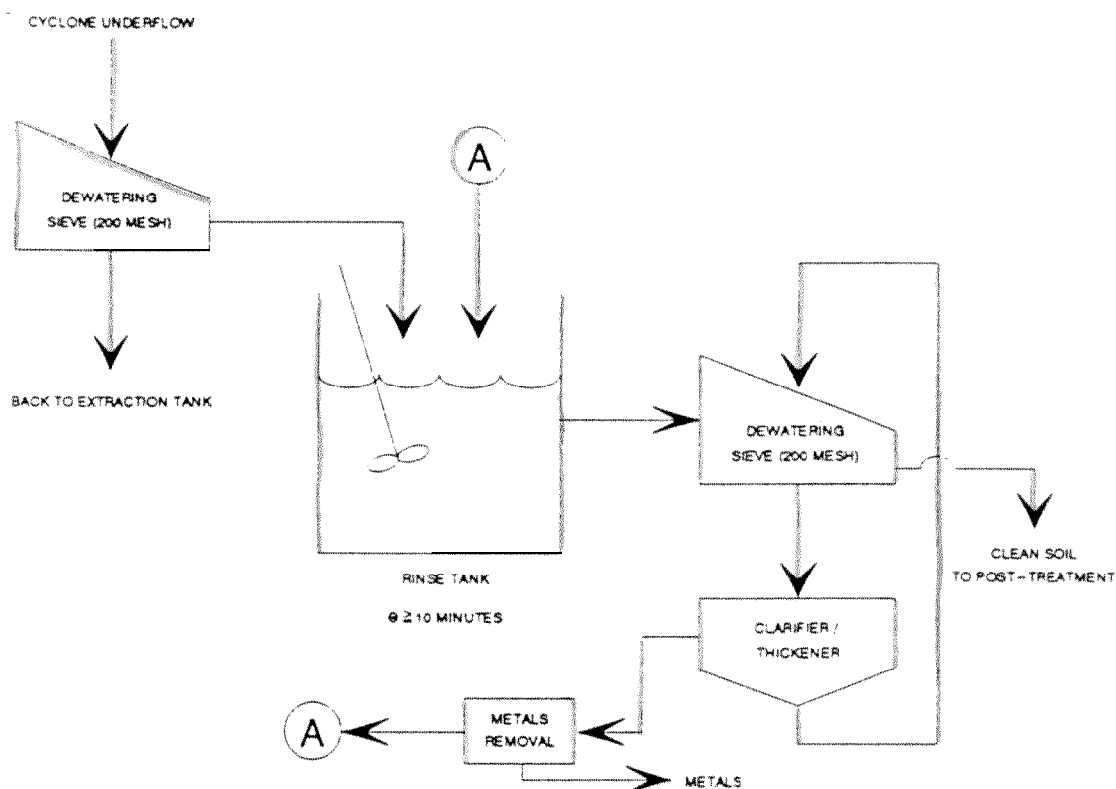 CYCLONE UNDERFLOW
A
DEWATERING
SIEVE (200 MESH)
BACK TO EXTRACTION TANK
DEWATERING
SIEVE (200 MESH)
CLEAN SOIL
TO POST-TREATMENT
RINSE TANK
θ ≧ 10 MINUTES
CLARIFIER /
THICKENER
A
METALS
REMOVAL
METALS